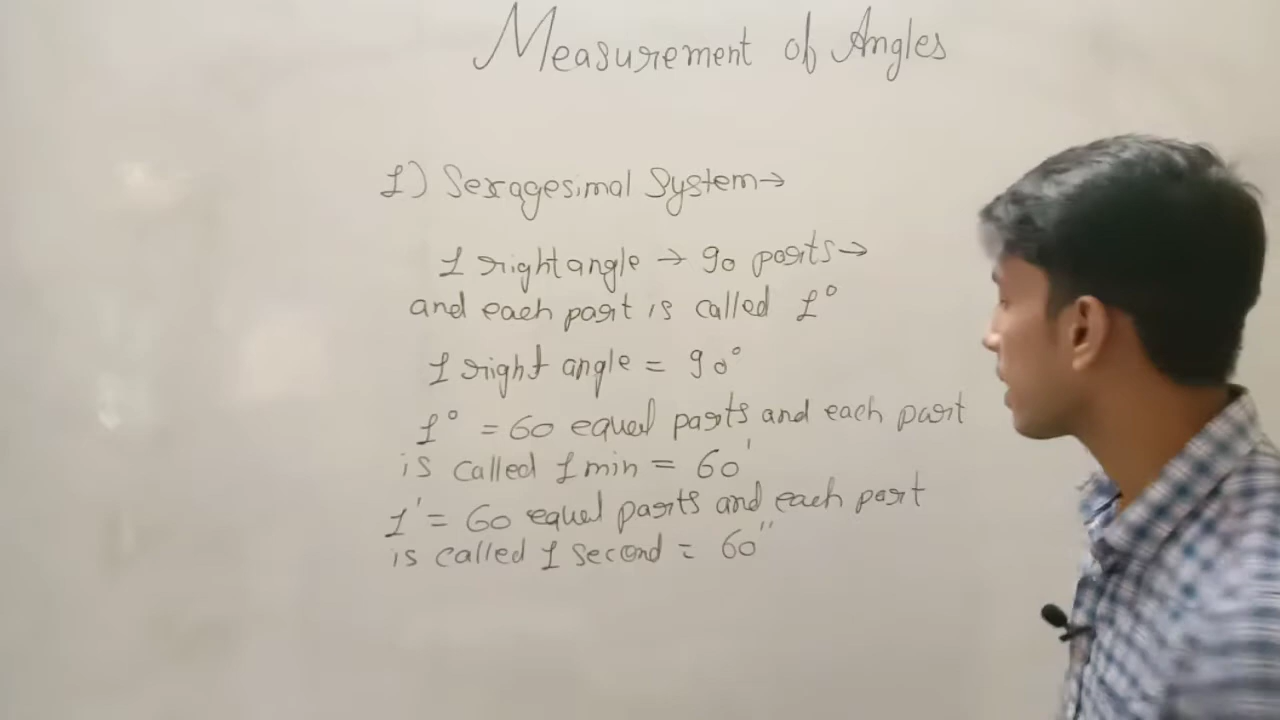 Measurement of Angles
1) Sexagesimal System→
1 right angle → 90 parts→
and each part is called 1°
1 right angle = 90°
1° = 60 equal parts and each part
is called 1 min = 60'
1' = 60 equal parts and each part
is called 1 second = 60"